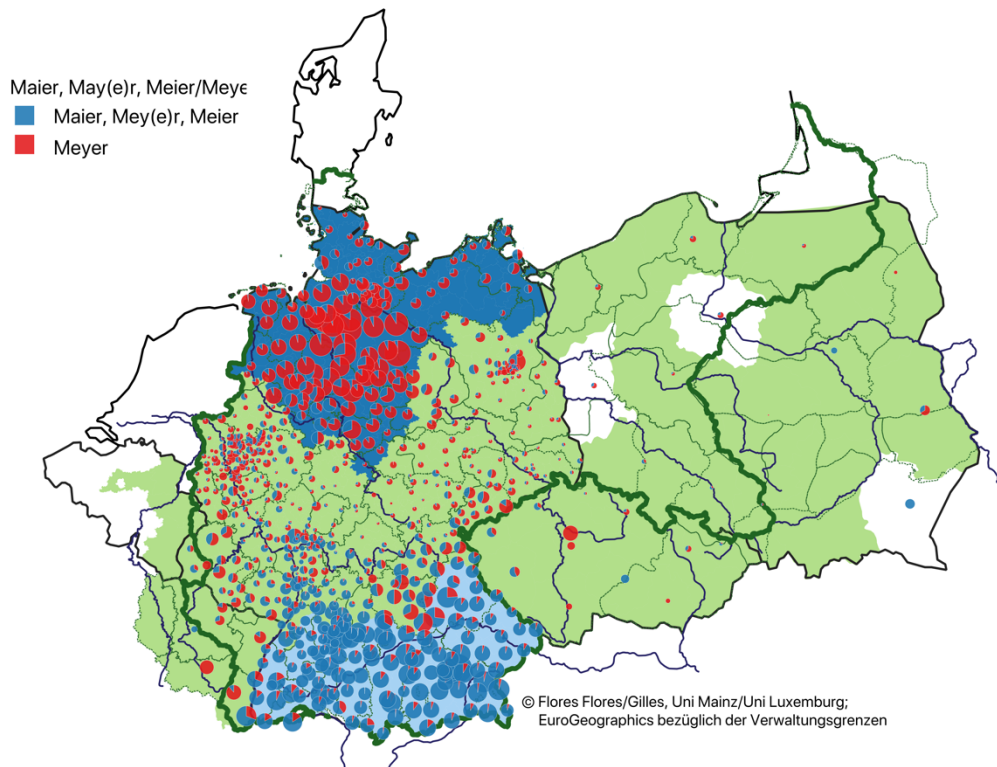 Maier, May(e)r, Meier/Meye
Maier, Mey(e)r, Meier
Meyer
© Flores Flores/Gilles, Uni Mainz/Uni Luxemburg;
EuroGeographics bezüglich der Verwaltungsgrenzen